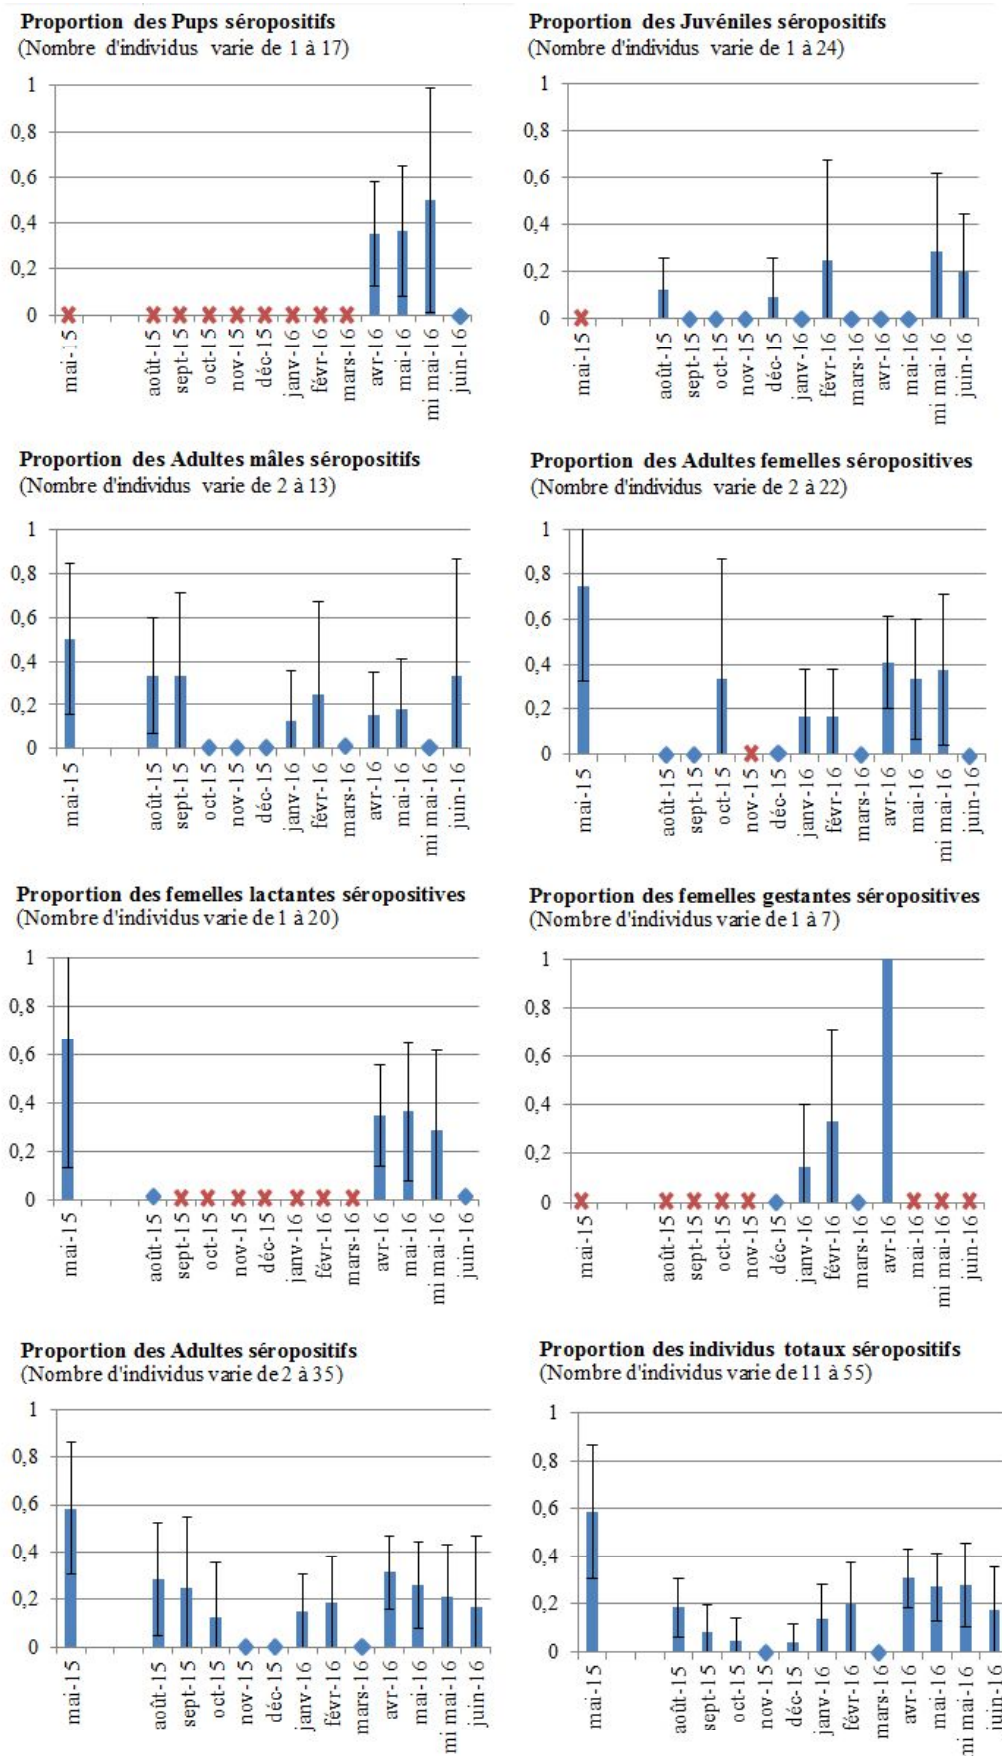 Proportion des Pups séropositifs
(Nombre d'individus varie de 1 à 17)
1
0,8
0,6
0,4
0,2
0
mai-15
août-15
sept-15
oct-15
nov-15
déc-15
janv-16
févr-16
mars-16
avr-16
mai-16
mi mai-16
juin-16
Proportion des Juvéniles séropositifs
(Nombre d'individus varie de 1 à 24)
1
0,8
0,6
0,4
0,2
0
mai-15
août-15
sept-15
oct-15
nov-15
déc-15
janv-16
févr-16
mars-16
avr-16
mai-16
mi mai-16
juin-16
Proportion des Adultes mâles séropositifs
(Nombre d'individus varie de 2 à 13)
1
0,8
0,6
0,4
0,2
0
mai-15
août-15
sept-15
oct-15
nov-15
déc-15
janv-16
févr-16
mars-16
avr-16
mai-16
mi mai-16
juin-16
Proportion des Adultes femelles séropositives
(Nombre d'individus varie de 2 à 22)
1
0,8
0,6
0,4
0,2
0
mai-15
août-15
sept-15
oct-15
nov-15
déc-15
janv-16
févr-16
mars-16
avr-16
mai-16
mi mai-16
juin-16
Proportion des femelles lactantes séropositives
(Nombre d'individus varie de 1 à 20)
1
0,8
0,6
0,4
0,2
0
mai-15
août-15
sept-15
oct-15
nov-15
déc-15
janv-16
févr-16
mars-16
avr-16
mai-16
mi mai-16
juin-16
Proportion des femelles gestantes séropositives
(Nombre d'individus varie de 1 à 7)
1
0,8
0,6
0,4
0,2
0
mai-15
août-15
sept-15
oct-15
nov-15
déc-15
janv-16
févr-16
mars-16
avr-16
mai-16
mi mai-16
juin-16
Proportion des Adultes séropositifs
(Nombre d'individus varie de 2 à 35)
1
0,8
0,6
0,4
0,2
0
mai-15
août-15
sept-15
oct-15
nov-15
déc-15
janv-16
févr-16
mars-16
avr-16
mai-16
mi mai-16
juin-16
Proportion des individus totaux séropositifs
(Nombre d'individus varie de 11 à 55)
1
0,8
0,6
0,4
0,2
0
mai-15
août-15
sept-15
oct-15
nov-15
déc-15
janv-16
févr-16
mars-16
avr-16
mai-16
mi mai-16
juin-16